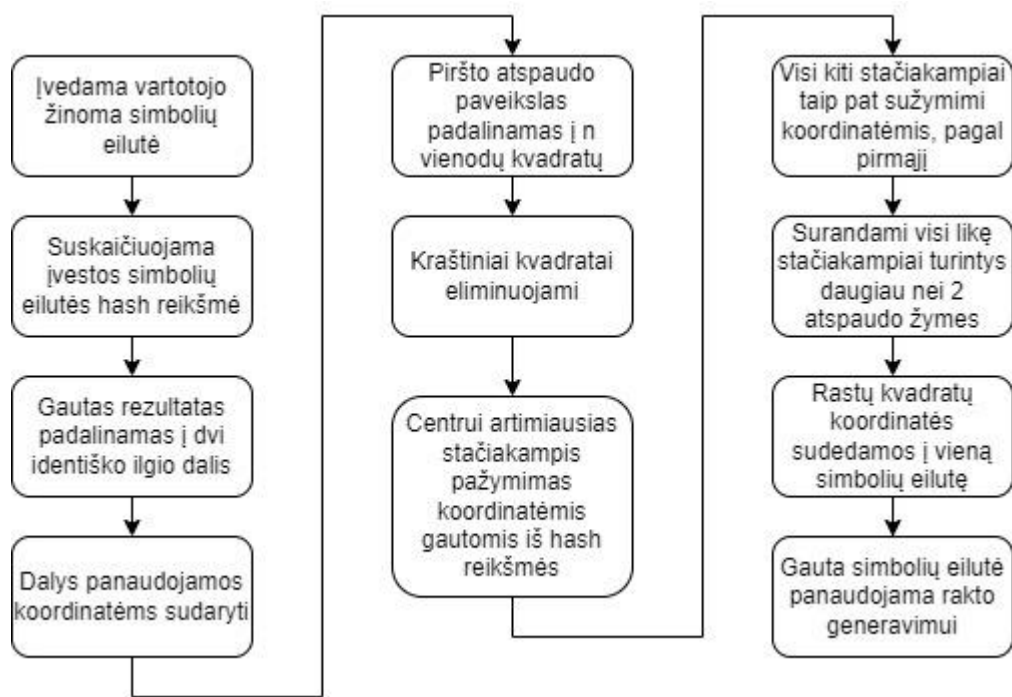 Įvedama vartotojo
žinoma simbolių
eilutė
Suskaičiuojama
įvestos simbolių
eilutės hash reikšmė
Gautas rezultatas
padalinamas į dvi
identiško ilgio dalis
Dalys panaudojamos
koordinatėms sudaryti
Piršto atspaudo
paveikslas
padalinamas į n
vienodų kvadratų
Kraštiniai kvadratai
eliminuojami
Centrui artimiausias
stačiakampis
pažymimas
koordinatėmis
gautomis iš hash
reikšmės
Visi kiti stačiakampiai
taip pat sužymimi
koordinatėmis, pagal
pirmąjį
Surandami visi likę
stačiakampiai turintys
daugiau nei 2
atspaudo žymes
Rastų kvadratų
koordinatės
sudedamos į vieną
simbolių eilutę
Gauta simbolių eilutė
panaudojama rakto
generavimui